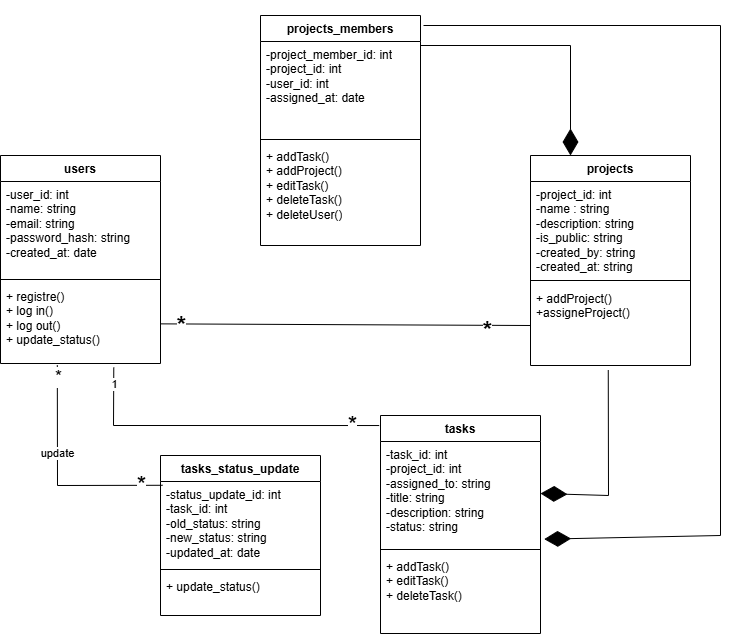 projects_members
-project_member_id: int
-project_id: int
-user_id: int
-assigned_at: date
+ addTask()
+ addProject()
+ editTask()
+ deleteTask()
+ deleteUser()
users
-user_id: int
-name: string
-email: string
-password_hash: string
-created_at: date
+ registre()
+ log in()
+ log out()
+ update_status()
projects
-project_id: int
-name : string
-description: string
-is_public: string
-created_by: string
-created_at: string
+ addProject()
+assigneProject()
*
*
*
1
*
update
*
tasks_status_update
-status_update_id: int
-task_id: int
-old_status: string
-new_status: string
-updated_at: date
+ update_status()
tasks
-task_id: int
-project_id: int
-assigned_to: string
-title: string
-description: string
-status: string
+ addTask()
+ editTask()
+ deleteTask()